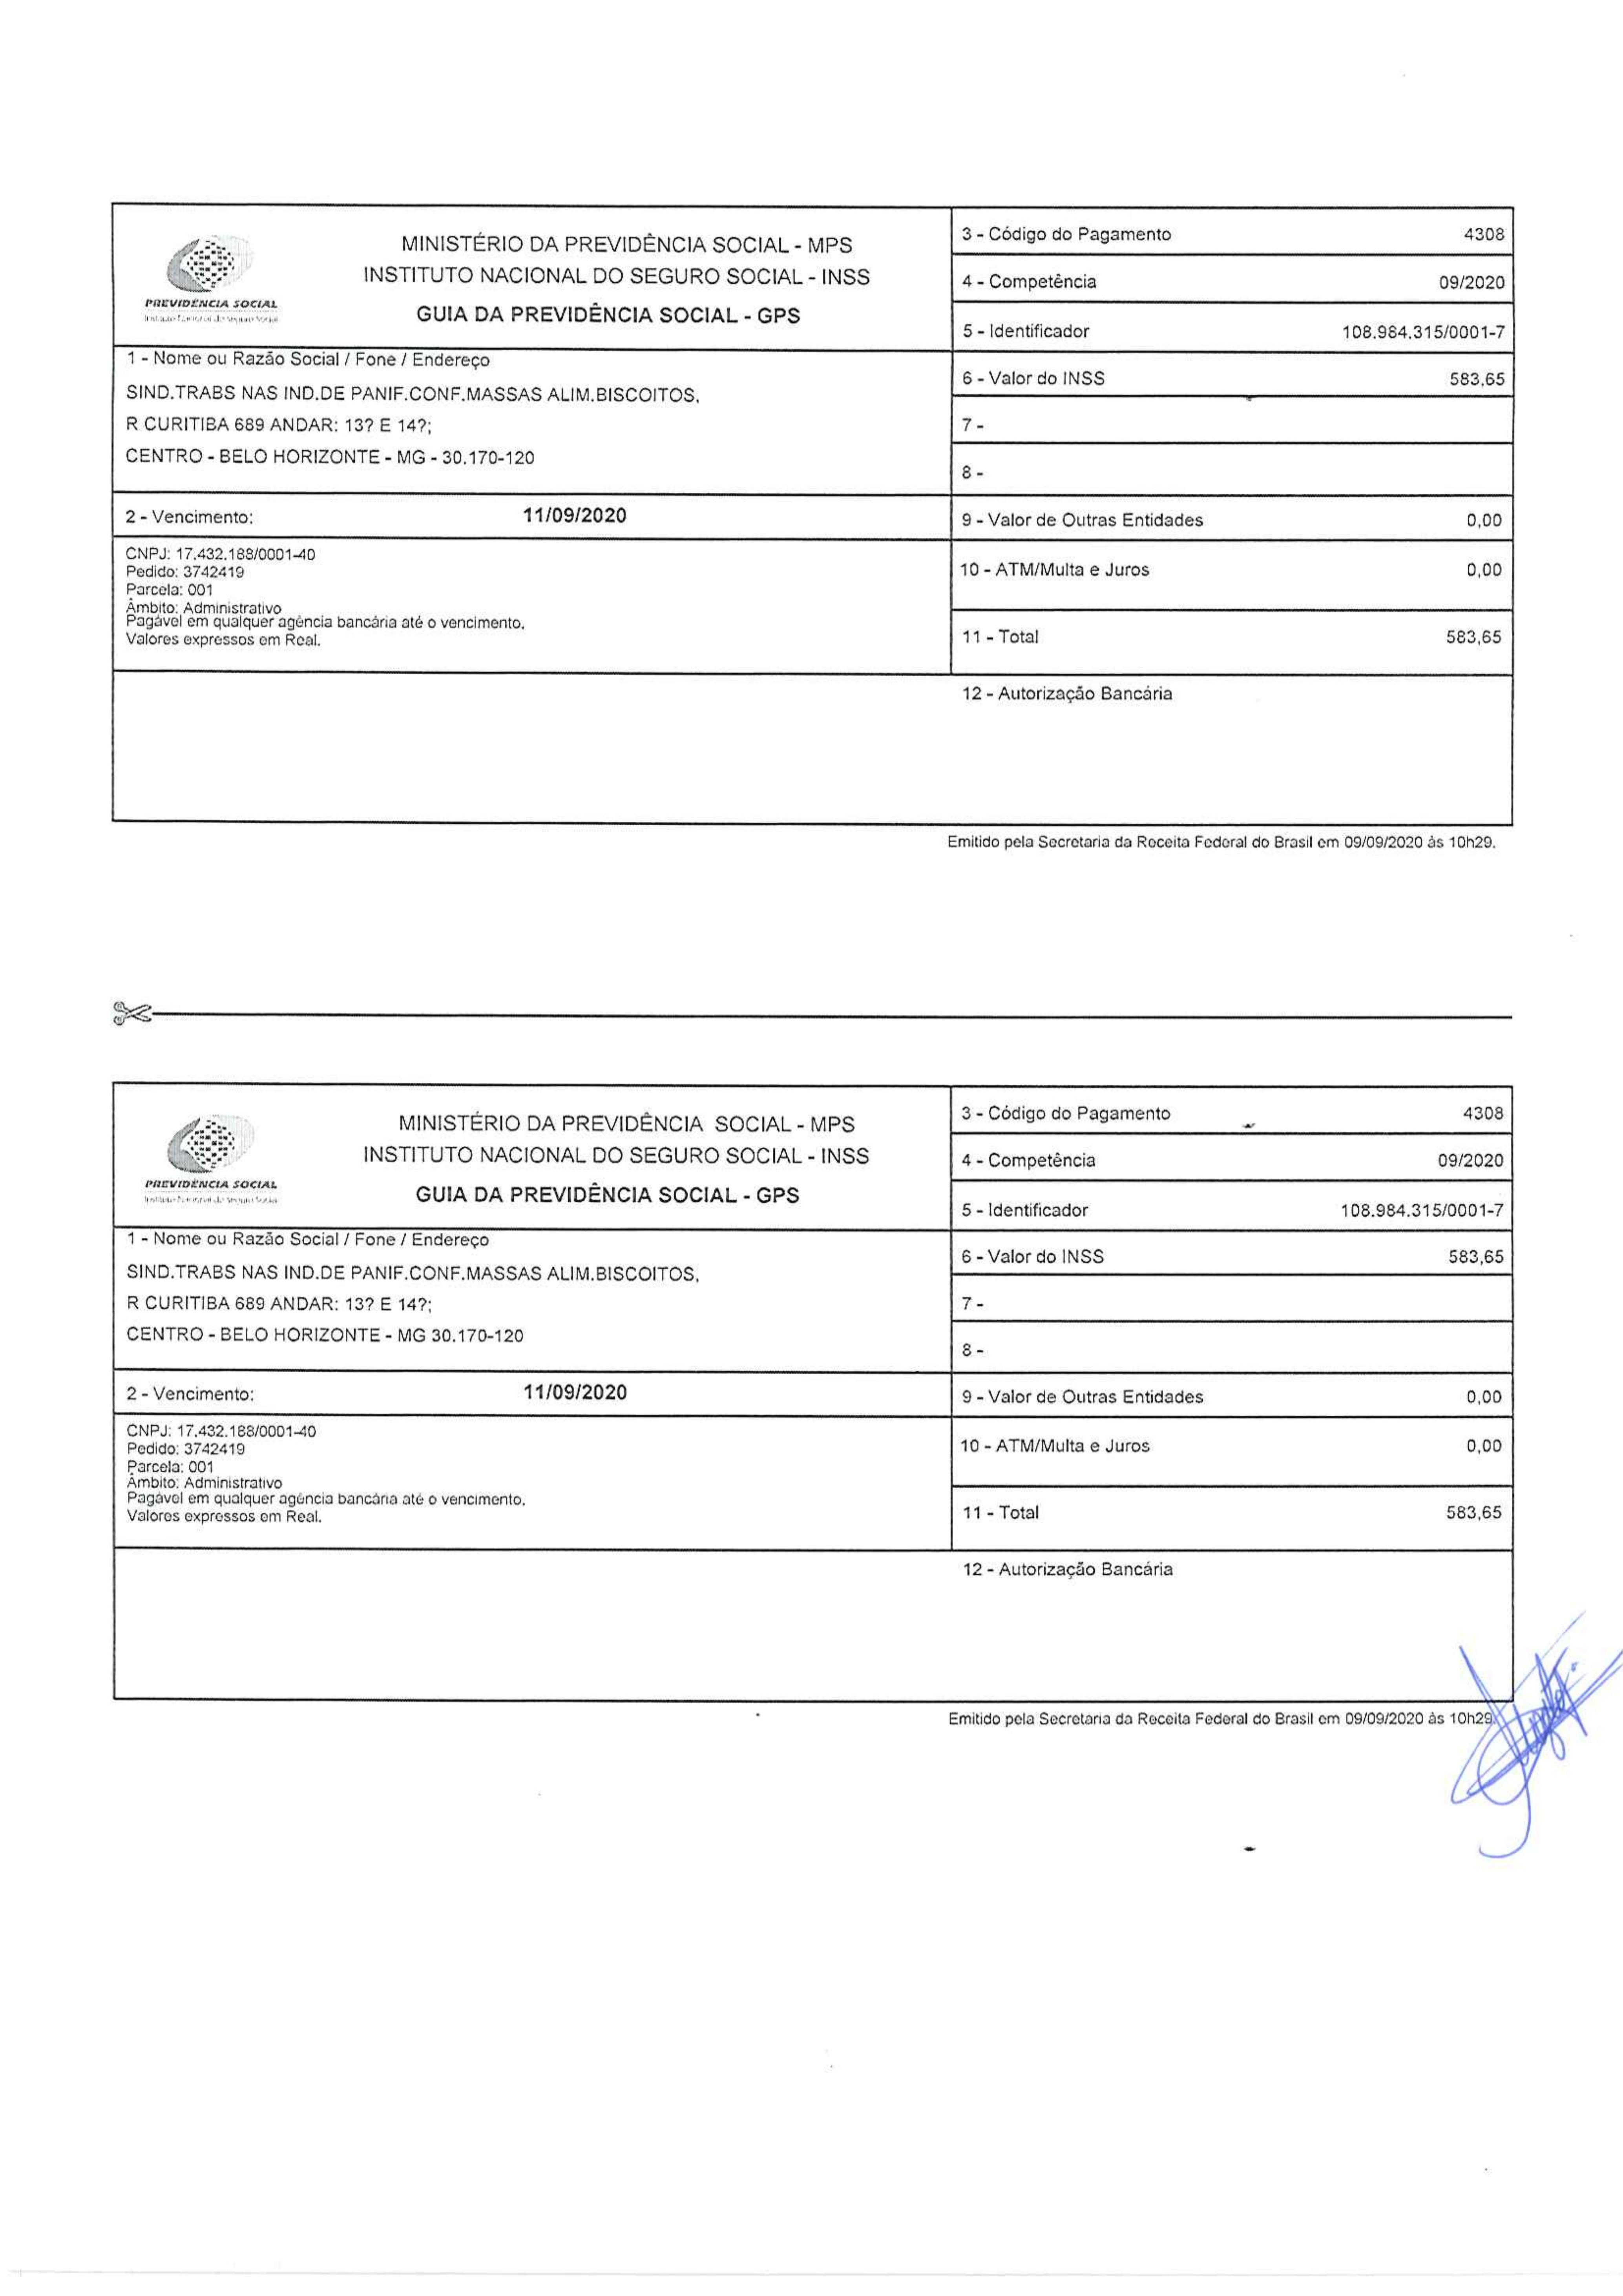 MINISTÉRIO DA PREVIDÊNCIA SOCIAL - MPS
INSTITUTO NACIONAL DO SEGURO SOCIAL - INSS
GUIA DA PREVIDÊNCIA SOCIAL - GPS
PREVIDÊNCIA SOCIAL
Instituto Nacional do Seguro Social
3 - Código do Pagamento 4308
4 - Competência 09/2020
5 - Identificador 108.984.315/0001-7
1 - Nome ou Razão Social / Fone / Endereço
SIND.TRABS NAS IND.DE PANIF.CONF.MASSAS ALIM.BISCOITOS,
R CURITIBA 689 ANDAR: 13? E 14?;
CENTRO - BELO HORIZONTE - MG - 30.170-120
6 - Valor do INSS 583,65
7 -
8 -
2 - Vencimento: 11/09/2020
9 - Valor de Outras Entidades 0,00
CNPJ: 17.432.188/0001-40
Pedido: 3742419
Parcela: 001
Âmbito: Administrativo
Pagável em qualquer agência bancária até o vencimento.
Valores expressos em Real.
10 - ATM/Multa e Juros 0,00
11 - Total 583,65
12 - Autorização Bancária
Emitido pela Secretaria da Receita Federal do Brasil em 09/09/2020 às 10h29.
MINISTÉRIO DA PREVIDÊNCIA SOCIAL - MPS
INSTITUTO NACIONAL DO SEGURO SOCIAL - INSS
GUIA DA PREVIDÊNCIA SOCIAL - GPS
PREVIDÊNCIA SOCIAL
Instituto Nacional do Seguro Social
3 - Código do Pagamento 4308
4 - Competência 09/2020
5 - Identificador 108.984.315/0001-7
1 - Nome ou Razão Social / Fone / Endereço
SIND.TRABS NAS IND.DE PANIF.CONF.MASSAS ALIM.BISCOITOS,
R CURITIBA 689 ANDAR: 13? E 14?;
CENTRO - BELO HORIZONTE - MG 30.170-120
6 - Valor do INSS 583,65
7 -
8 -
2 - Vencimento: 11/09/2020
9 - Valor de Outras Entidades 0,00
CNPJ: 17.432.188/0001-40
Pedido: 3742419
Parcela: 001
Âmbito: Administrativo
Pagável em qualquer agência bancária até o vencimento.
Valores expressos em Real.
10 - ATM/Multa e Juros 0,00
11 - Total 583,65
12 - Autorização Bancária
Emitido pela Secretaria da Receita Federal do Brasil em 09/09/2020 às 10h29.